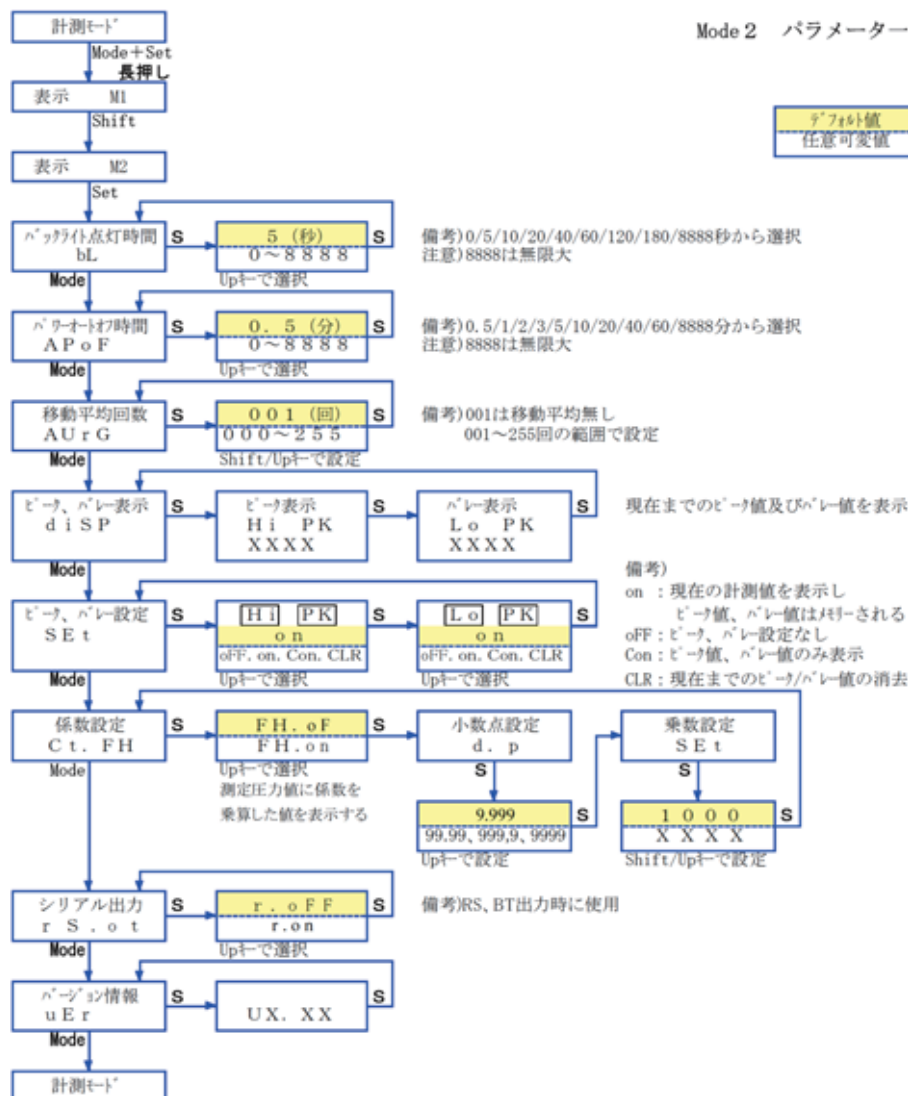 計測ﾓｰﾄﾞ
Mode 2　パラメーター
Mode＋Set
長押し
表示　M1
Shift
ﾃﾞﾌｫﾙﾄ値
任意可変値
表示　M2
Set
ﾊﾞｯｸﾗｲﾄ点灯時間
bL
S
5 (秒)
0～8888
S
備考)0/5/10/20/40/60/120/180/8888秒から選択
注意)8888は無限大
Mode
Upｷｰで選択
ﾊﾟﾜｰｵｰﾄｵﾌ時間
APoF
S
0.5 (分)
0～8888
S
備考)0.5/1/2/3/5/10/20/40/60/8888分から選択
注意)8888は無限大
Mode
Upｷｰで選択
移動平均回数
AUrG
S
001 (回)
000～255
S
備考)001は移動平均無し
001～255回の範囲で設定
Mode
Shift/Upｷｰで設定
ﾋﾟｰｸ、ﾊﾞﾚｰ表示
diSP
S
ﾋﾟｰｸ表示
Hi PK
XXXX
S
ﾊﾞﾚｰ表示
Lo PK
XXXX
S
現在までのﾋﾟｰｸ値及びﾊﾞﾚｰ値を表示
Mode
ﾋﾟｰｸ、ﾊﾞﾚｰ設定
SEt
S
Hi PK
on
oFF. on. Con. CLR
S
Lo PK
on
oFF. on. Con. CLR
S
備考)
on ：現在の計測値を表示し
ﾋﾟｰｸ値、ﾊﾞﾚｰ値はﾒﾓﾘｰされる
oFF：ﾋﾟｰｸ、ﾊﾞﾚｰ設定なし
Con：ﾋﾟｰｸ値、ﾊﾞﾚｰ値のみ表示
CLR：現在までのﾋﾟｰｸ/ﾊﾞﾚｰ値の消去
Mode
Upｷｰで選択
Upｷｰで選択
係数設定
Ct. FH
S
FH.oF
FH.on
S
小数点設定
d. p
乗数設定
SEt
Mode
Upｷｰで選択
測定圧力値に係数を
乗算した値を表示する
S
S
9.999
99.99、999,9、9999
S
1000
XXXX
S
Upｷｰで設定
Shift/Upｷｰで設定
シリアル出力
rS.ot
S
r.oFF
r.on
S
備考)RS、BT出力時に使用
Mode
Upｷｰで選択
ﾊﾞｰｼﾞｮﾝ情報
uEr
S
UX.XX
S
Mode
計測ﾓｰﾄﾞ